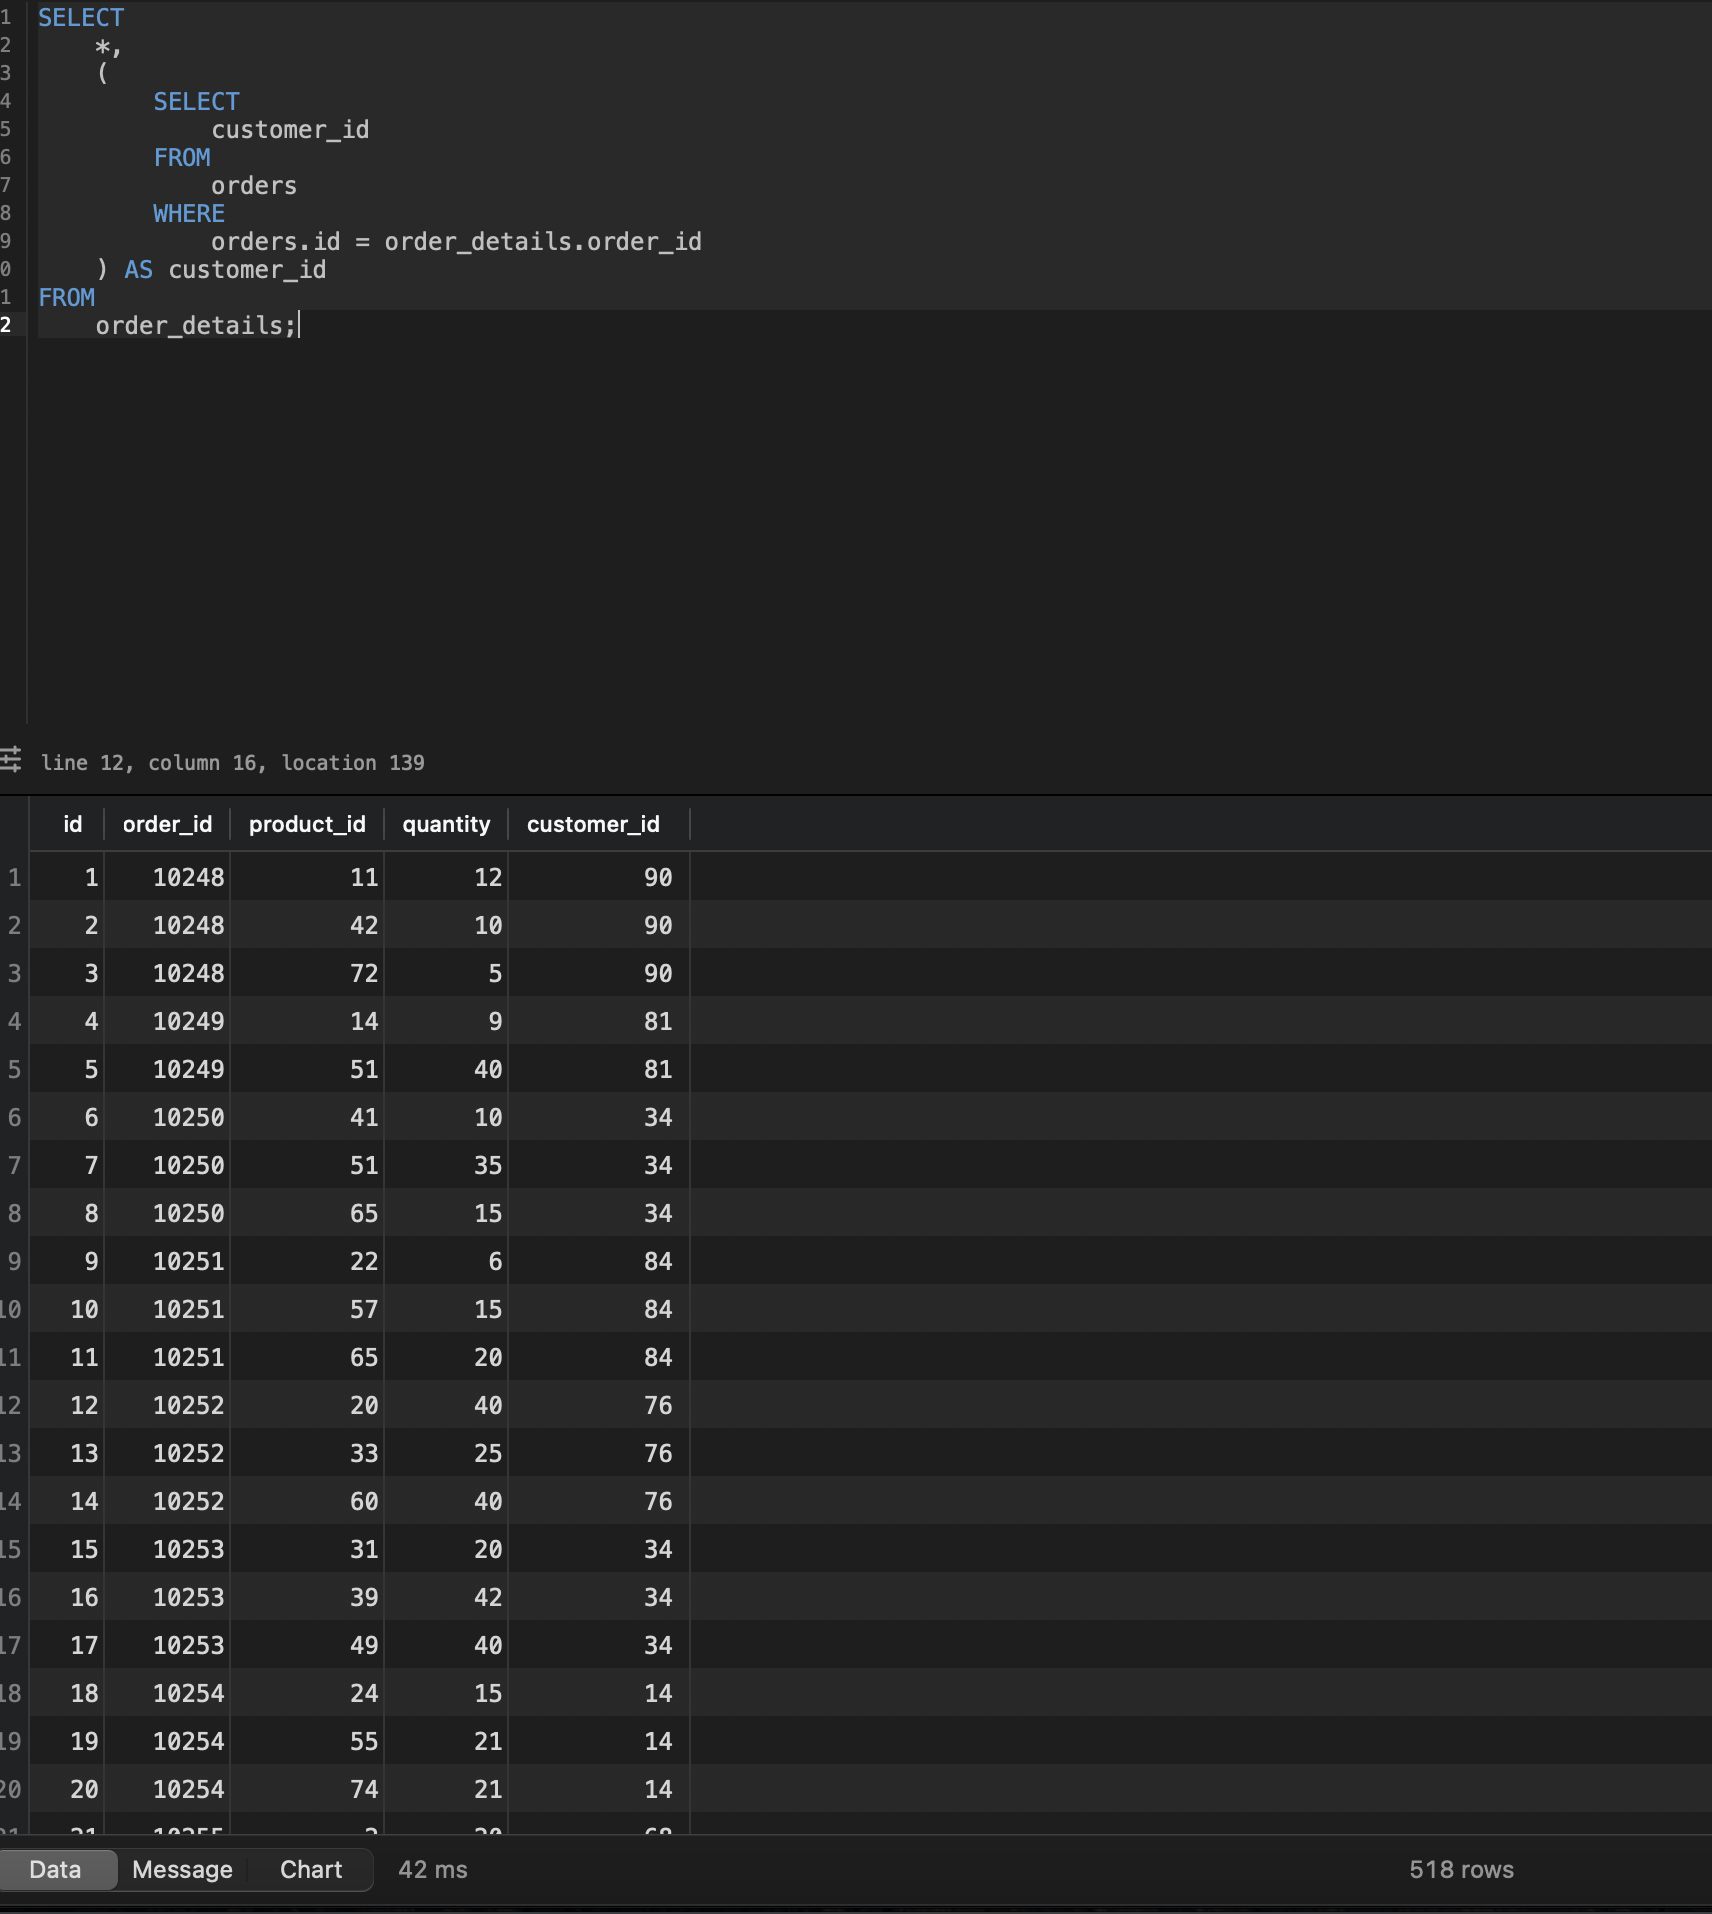 1 SELECT
2 *,
3 (
4 SELECT
5 customer_id
6 FROM
7 orders
8 WHERE
9 orders.id = order_details.order_id
0 ) AS customer_id
1 FROM
2 order_details;
line 12, column 16, location 139
id order_id product_id quantity customer_id
1 1 10248 11 12 90
2 2 10248 42 10 90
3 3 10248 72 5 90
4 4 10249 14 9 81
5 5 10249 51 40 81
6 6 10250 41 10 34
7 7 10250 51 35 34
8 8 10250 65 15 34
9 9 10251 22 6 84
10 10 10251 57 15 84
11 11 10251 65 20 84
12 12 10252 20 40 76
13 13 10252 33 25 76
14 14 10252 60 40 76
15 15 10253 31 20 34
16 16 10253 39 42 34
17 17 10253 49 40 34
18 18 10254 24 15 14
19 19 10254 55 21 14
20 20 10254 74 21 14
21 21 10255
Data Message Chart 42 ms 518 rows